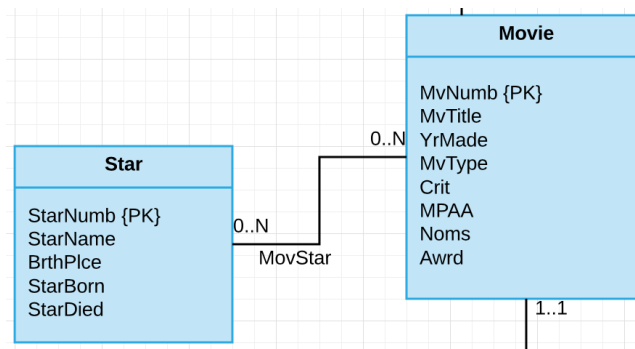 Movie
MvNumb {PK}
MvTitle
YrMade
MvType
Crit
MPAA
Noms
Awrd
0..N
Star
StarNumb {PK}
StarName
BrthPlce
StarBorn
StarDied
0..N
MovStar
1..1